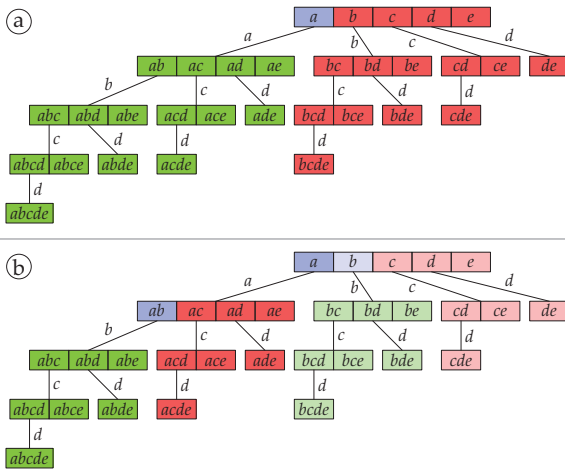 a
a b c d e
a b c d
ab ac ad ae bc bd be cd ce de
b c d c d d
abc abd abe acd ace ade bcd bce bde cde
c d d d
abcd abce abde acde bcde
d
abcde
b
a b c d e
a b c d
ab ac ad ae bc bd be cd ce de
b c d c d d
abc abd abe acd ace ade bcd bce bde cde
c d d d
abcd abce abde acde bcde
d
abcde